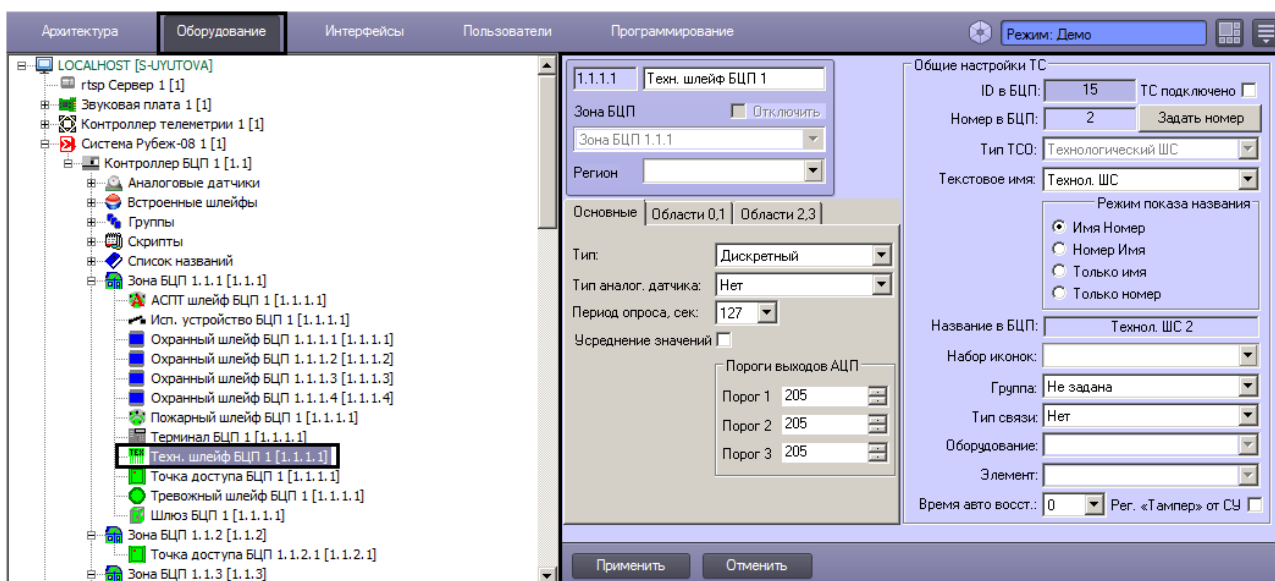 Архитектура Оборудование Интерфейсы Пользователи Программирование Режим: Демо
LOCALHOST [S-UYUTOVA]
rtsp Сервер 1 [1]
Звуковая плата 1 [1]
Контроллер телеметрии 1 [1]
Система Рубеж-08 1 [1]
Контроллер БЦП 1 [1.1]
Аналоговые датчики
Встроенные шлейфы
Группы
Скрипты
Список названий
Зона БЦП 1.1.1 [1.1.1]
АСПТ шлейф БЦП 1 [1.1.1.1]
Исп. устройство БЦП 1 [1.1.1.1]
Охранный шлейф БЦП 1.1.1.1 [1.1.1.1]
Охранный шлейф БЦП 1.1.1.2 [1.1.1.2]
Охранный шлейф БЦП 1.1.1.3 [1.1.1.3]
Охранный шлейф БЦП 1.1.1.4 [1.1.1.4]
Пожарный шлейф БЦП 1 [1.1.1.1]
Терминал БЦП 1 [1.1.1.1]
ТЕХ Техн. шлейф БЦП 1 [1.1.1.1]
Точка доступа БЦП 1 [1.1.1.1]
Тревожный шлейф БЦП 1 [1.1.1.1]
Шлюз БЦП 1 [1.1.1.1]
Зона БЦП 1.1.2 [1.1.2]
Точка доступа БЦП 1.1.2.1 [1.1.2.1]
Зона БЦП 1.1.3 [1.1.3]
1.1.1.1 Техн. шлейф БЦП 1
Зона БЦП Отключить
Зона БЦП 1.1.1
Регион
Основные Области 0,1 Области 2,3
Тип: Дискретный
Тип аналог. датчика: Нет
Период опроса, сек: 127
Усреднение значений
Пороги выходов АЦП
Порог 1 205
Порог 2 205
Порог 3 205
Общие настройки ТС
ID в БЦП: 15 ТС подключено
Номер в БЦП: 2 Задать номер
Тип ТСО: Технологический ШС
Текстовое имя: Технол. ШС
Режим показа названия
Имя Номер
Номер Имя
Только имя
Только номер
Название в БЦП: Технол. ШС 2
Набор иконок:
Группа: Не задана
Тип связи: Нет
Оборудование:
Элемент:
Время авто восст.: 0 Рег. «Тампер» от СУ
Применить Отменить